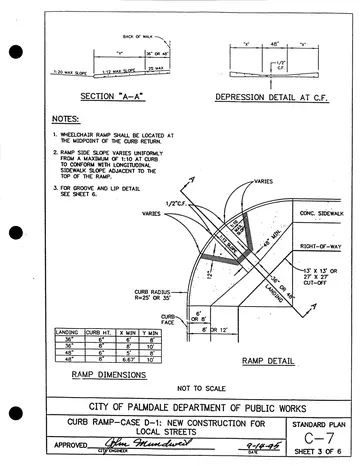 BACK OF WALK
"X"
36" OR 48"
1:20 MAX SLOPE
1:12 MAX SLOPE
SECTION "A-A"
"X"
48"
"X"
1/2"
C.F.
DEPRESSION DETAIL AT C.F.
NOTES:
1. WHEELCHAIR RAMP SHALL BE LOCATED AT
THE MIDPOINT OF THE CURB RETURN.
2. RAMP SIDE SLOPE VARIES UNIFORMLY
FROM A MAXIMUM OF 1:10 AT CURB
TO CONFORM WITH LONGITUDINAL
SIDEWALK SLOPE ADJACENT TO THE
TOP OF THE RAMP.
3. FOR GROOVE AND LIP DETAIL
SEE SHEET 6.
A
VARIES
1/2"C.F.
VARIES
CONC. SIDEWALK
48" MIN.
RIGHT-OF-WAY
12"
13' X 13' OR
27' X 27'
CUT-OFF
36" OR 48"
LANDING
CURB RADIUS
R=25' OR 35'
A
CURB
FACE
6"
OR 8"
8' OR 12'
LANDING CURB HT. X MIN Y MIN
36" 6" 6' 8'
36" 8" 8' 10'
48" 6" 5' 8'
48" 8" 6.67' 10'
RAMP DETAIL
RAMP DIMENSIONS
NOT TO SCALE
CITY OF PALMDALE DEPARTMENT OF PUBLIC WORKS
CURB RAMP-CASE D-1: NEW CONSTRUCTION FOR
LOCAL STREETS
STANDARD PLAN
C-7
SHEET 3 OF 6
APPROVED 9-14-95
CITY ENGINEER DATE